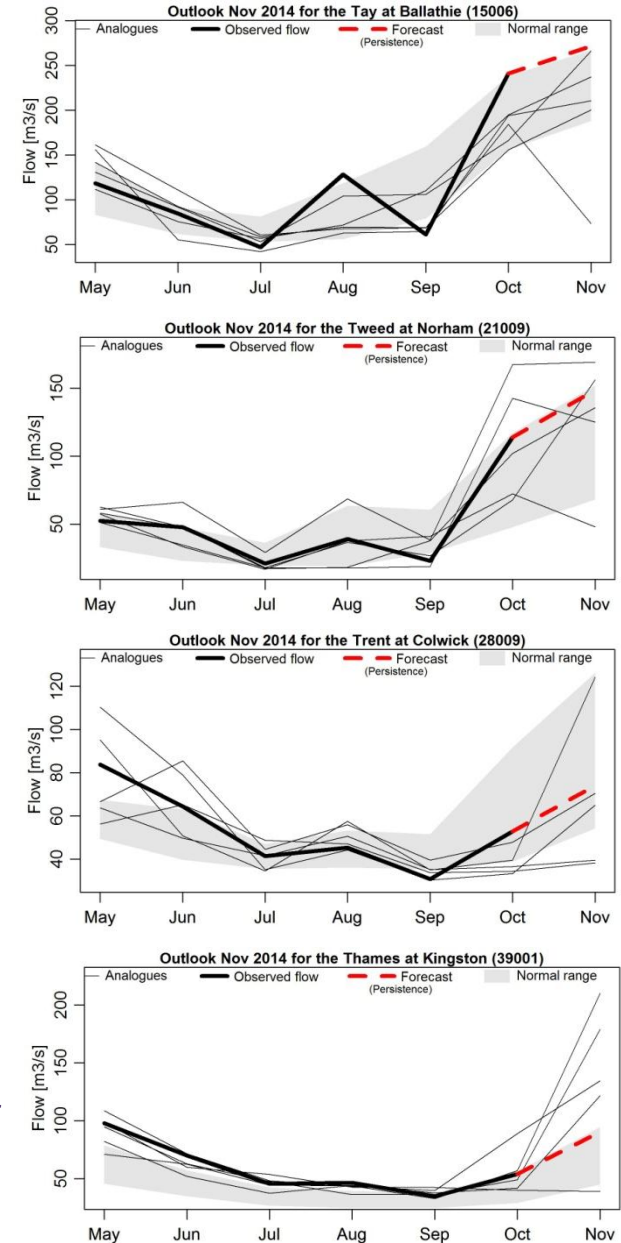 Outlook Nov 2014 for the Tay at Ballathie (15006)
Analogues Observed flow Forecast Normal range
(Persistence)
Flow [m3/s]
300
250
200
150
100
50
May Jun Jul Aug Sep Oct Nov
Outlook Nov 2014 for the Tweed at Norham (21009)
Analogues Observed flow Forecast Normal range
(Persistence)
Flow [m3/s]
150
100
50
May Jun Jul Aug Sep Oct Nov
Outlook Nov 2014 for the Trent at Colwick (28009)
Analogues Observed flow Forecast Normal range
(Persistence)
Flow [m3/s]
120
100
80
60
40
May Jun Jul Aug Sep Oct Nov
Outlook Nov 2014 for the Thames at Kingston (39001)
Analogues Observed flow Forecast Normal range
(Persistence)
Flow [m3/s]
200
150
100
50
May Jun Jul Aug Sep Oct Nov